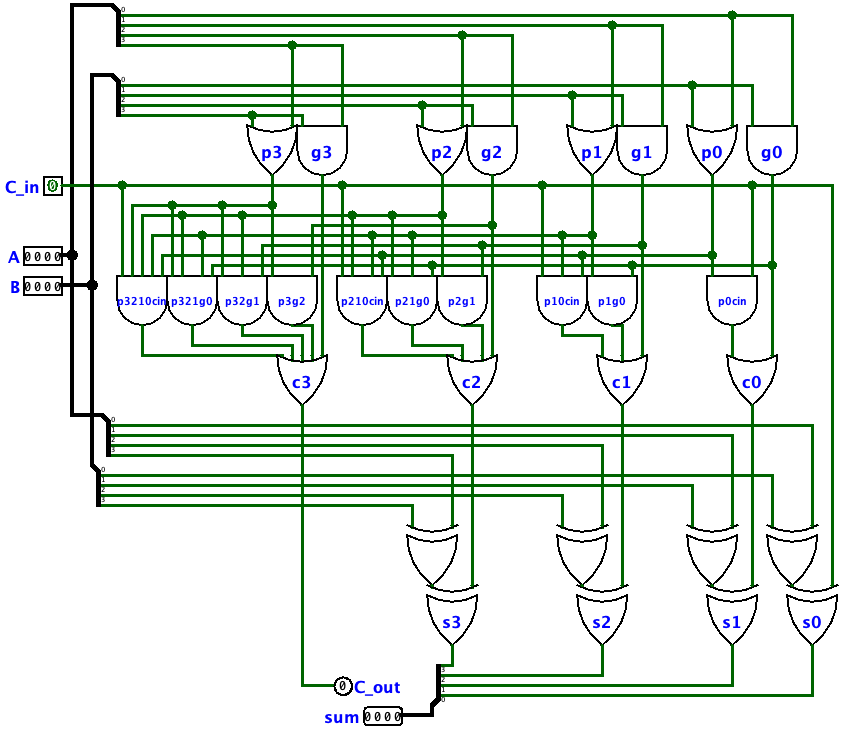 0
1
2
3
0
1
2
3
p3 g3 p2 g2 p1 g1 p0 g0
C_in 0
A 0000
B 0000
p3210cin p321g0 p32g1 p3g2 p210cin p21g0 p2g1 p10cin p1g0 p0cin
c3 c2 c1 c0
0
1
2
3
0
1
2
3
s3 s2 s1 s0
3
2
1
0
0 C_out
sum 0000